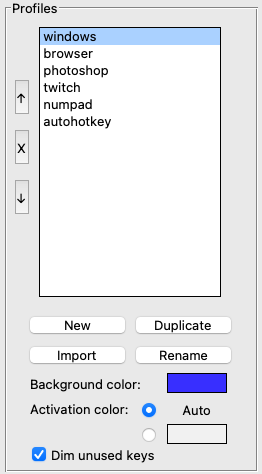 Profiles
windows
browser
photoshop
twitch
numpad
autohotkey
↑
X
↓
New Duplicate
Import Rename
Background color:
Activation color: Auto
Dim unused keys